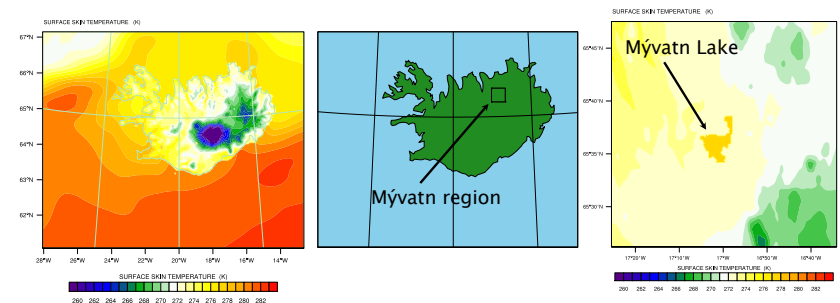 SURFACE SKIN TEMPERATURE (K)
67°N
66°N
65°N
64°N
63°N
62°N
28°W 26°W 24°W 22°W 20°W 18°W 16°W 14°W
SURFACE SKIN TEMPERATURE (K)
260 262 264 266 268 270 272 274 276 278 280 282
Mývatn region
SURFACE SKIN TEMPERATURE (K)
65°45'N
65°40'N
65°35'N
65°30'N
Mývatn Lake
17°20'W 17°10'W 17°W 16°50'W 16°40'W
SURFACE SKIN TEMPERATURE (K)
260 262 264 266 268 270 272 274 276 278 280 282